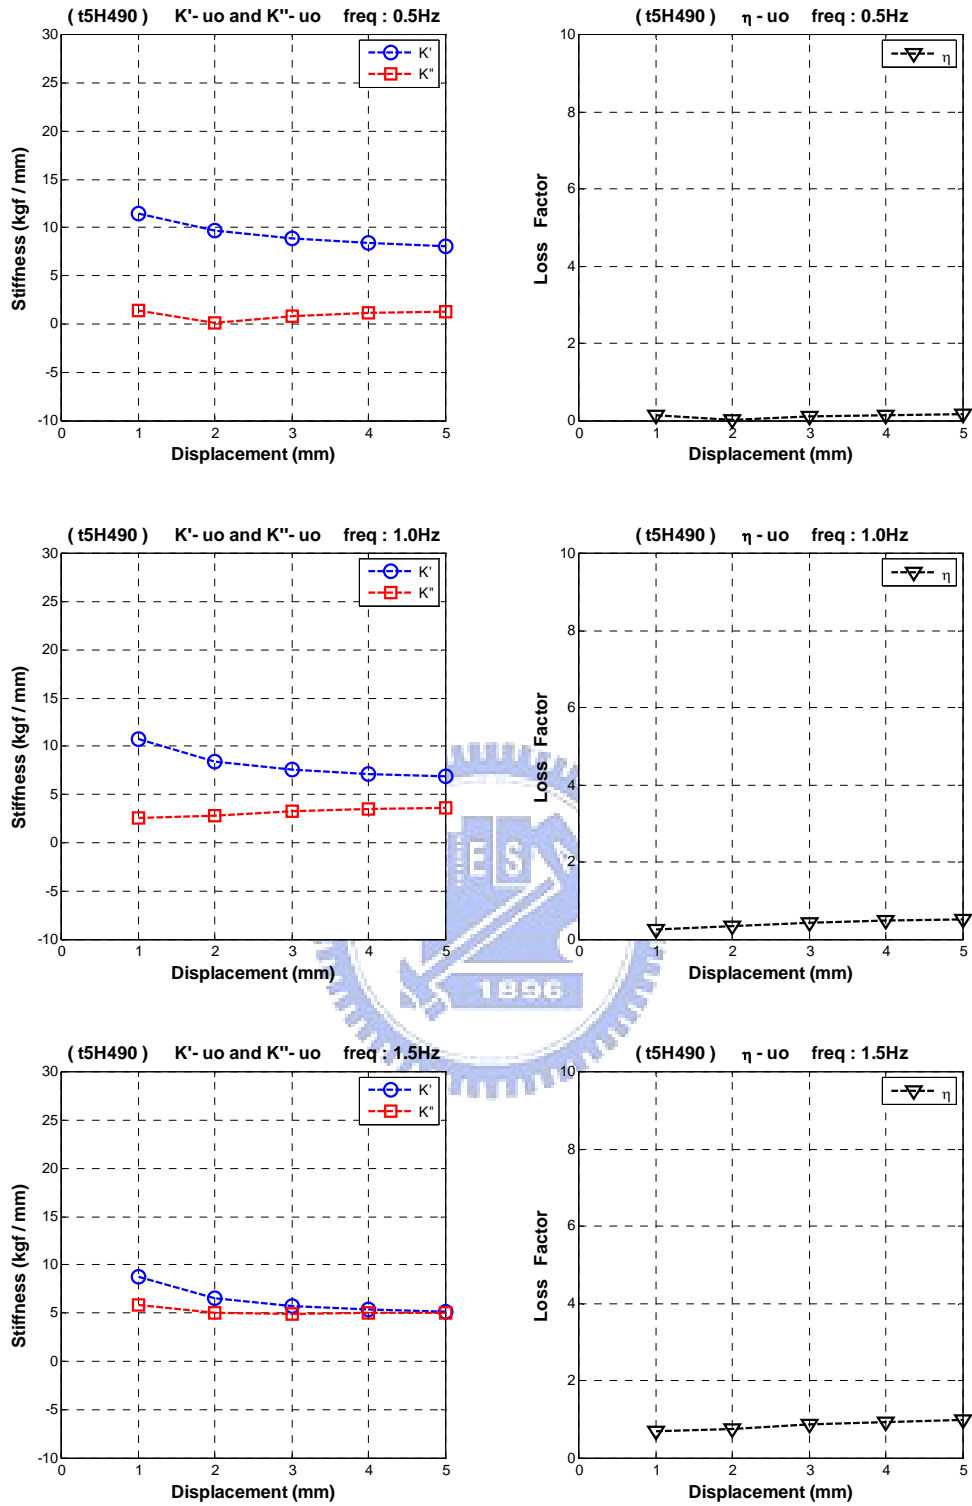 ( t5H490 ) K'- uo and K''- uo freq : 0.5Hz
30
25
20
15
10
5
0
-5
-10
Stiffness (kgf / mm)
K'
K''
0 1 2 3 4 5
Displacement (mm)
( t5H490 ) η - uo freq : 0.5Hz
10
8
6
4
2
0
Loss Factor
η
0 1 2 3 4 5
Displacement (mm)
( t5H490 ) K'- uo and K''- uo freq : 1.0Hz
30
25
20
15
10
5
0
-5
-10
Stiffness (kgf / mm)
K'
K''
0 1 2 3 4 5
Displacement (mm)
( t5H490 ) η - uo freq : 1.0Hz
10
8
6
4
2
0
Loss Factor
η
0 1 2 3 4 5
Displacement (mm)
E S
1896
( t5H490 ) K'- uo and K''- uo freq : 1.5Hz
30
25
20
15
10
5
0
-5
-10
Stiffness (kgf / mm)
K'
K''
0 1 2 3 4 5
Displacement (mm)
( t5H490 ) η - uo freq : 1.5Hz
10
8
6
4
2
0
Loss Factor
η
0 1 2 3 4 5
Displacement (mm)